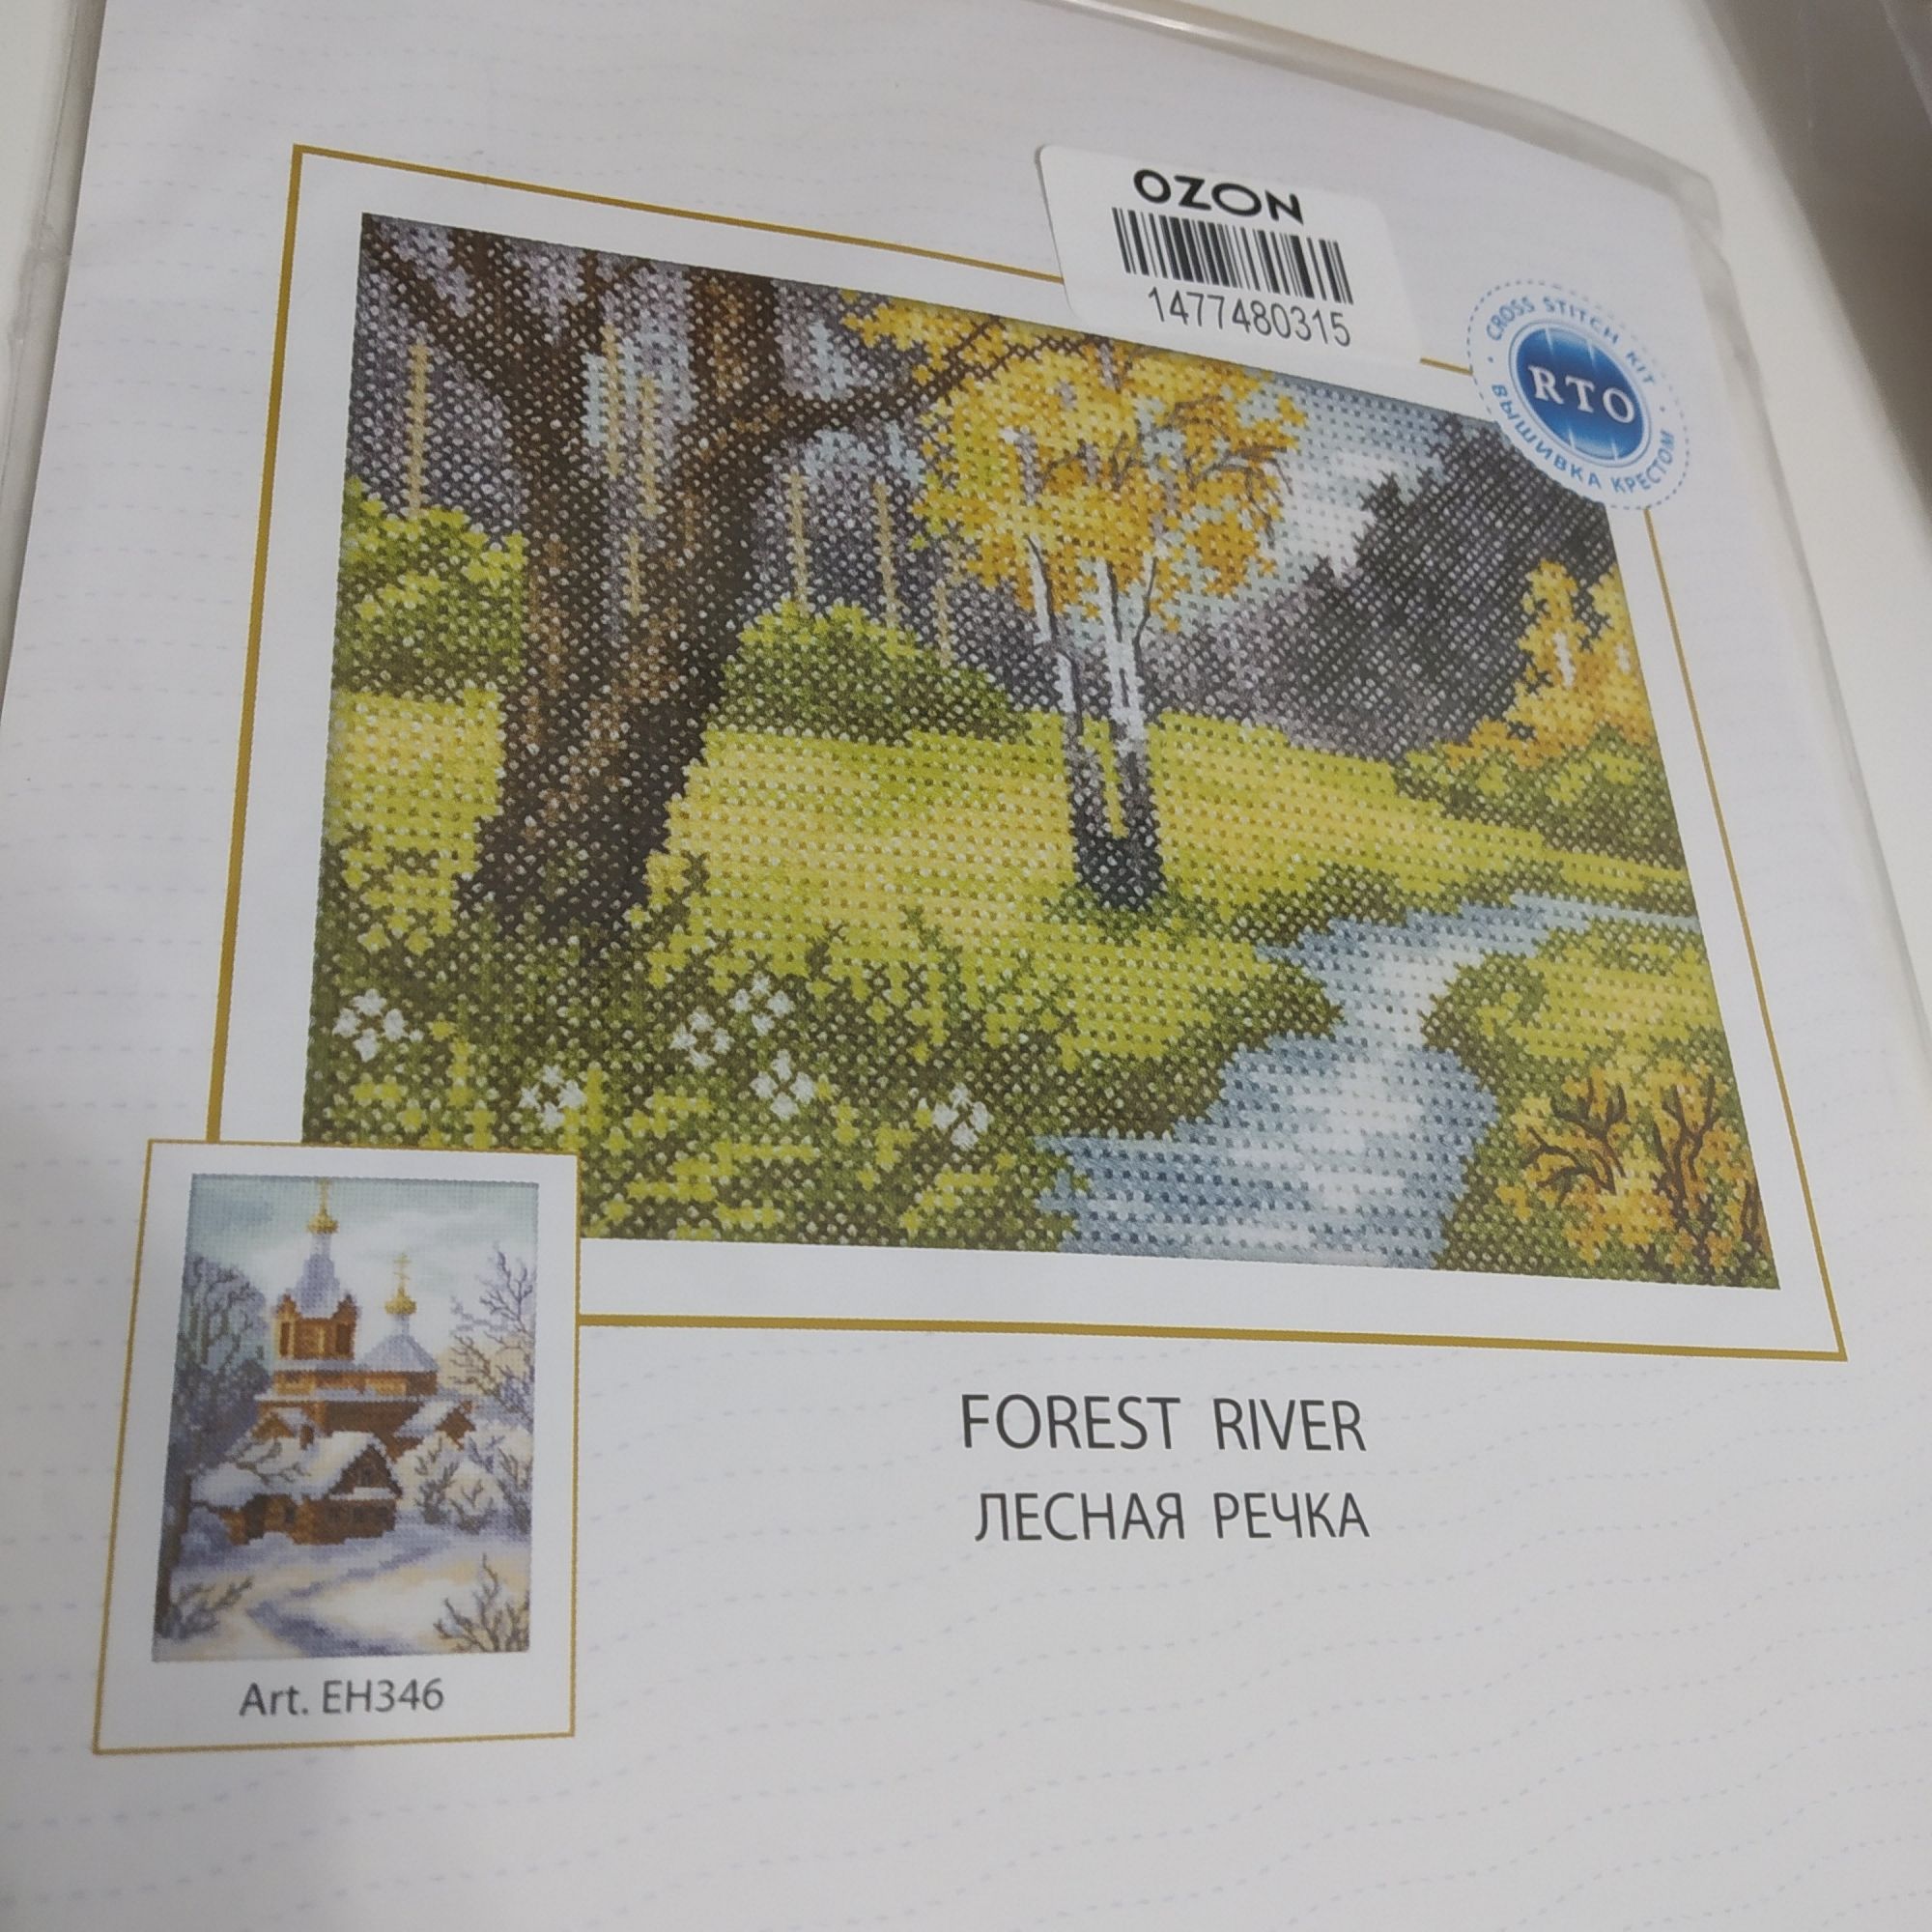 OZON
1477480315
CROSS STITCH KIT
RTO
ВЫШИВКА КРЕСТОМ
FOREST RIVER
ЛЕСНАЯ РЕЧКА
Art. EH346